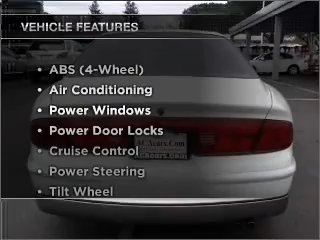 VEHICLE FEATURES
• ABS (4-Wheel)
• Air Conditioning
• Power Windows
• Power Door Locks
• Cruise Control
• Power Steering
• Tilt Wheel